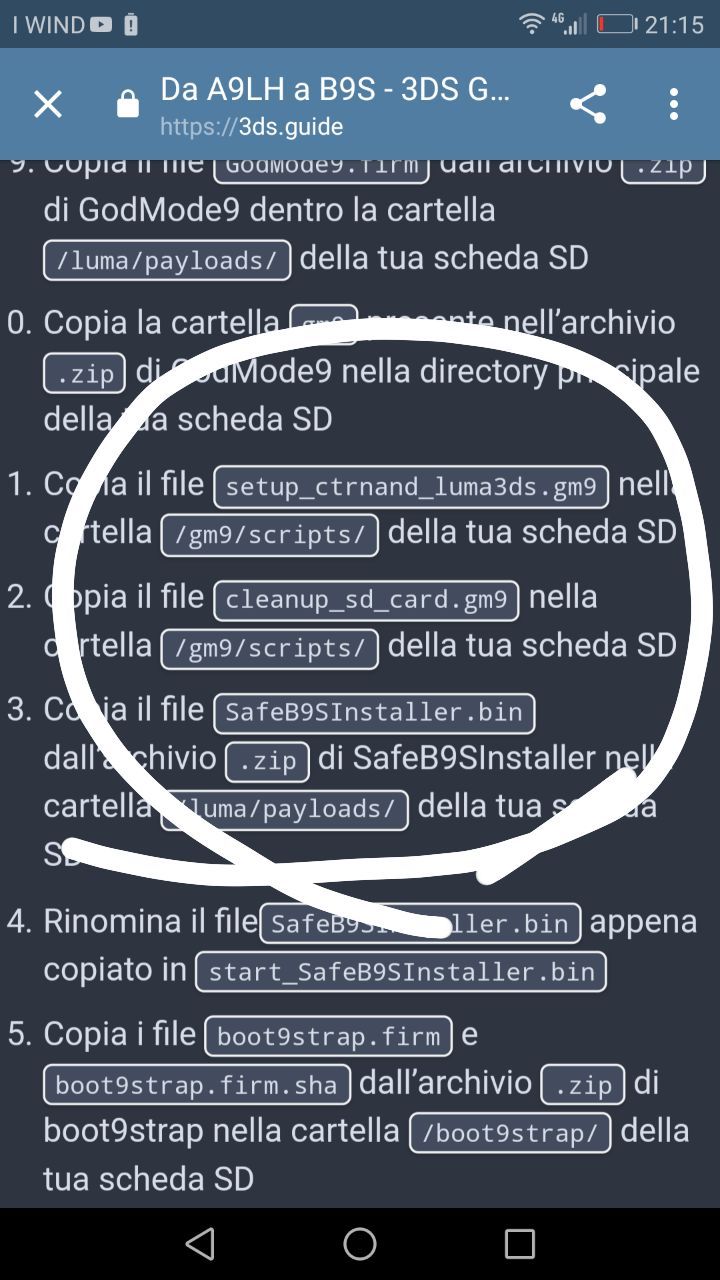 I WIND 4G 21:15
Da A9LH a B9S - 3DS G...
https://3ds.guide
9. Copia il file GodMode9.firm dall'archivio .zip
di GodMode9 dentro la cartella
/luma/payloads/ della tua scheda SD
0. Copia la cartella gm9 presente nell'archivio
.zip di GodMode9 nella directory principale
della tua scheda SD
1. Copia il file setup_ctrnand_luma3ds.gm9 nella
cartella /gm9/scripts/ della tua scheda SD
2. Copia il file cleanup_sd_card.gm9 nella
cartella /gm9/scripts/ della tua scheda SD
3. Copia il file SafeB9SInstaller.bin
dall'archivio .zip di SafeB9SInstaller nella
cartella /luma/payloads/ della tua scheda
SD
4. Rinomina il file SafeB9SInstaller.bin appena
copiato in start_SafeB9SInstaller.bin
5. Copia i file boot9strap.firm e
boot9strap.firm.sha dall'archivio .zip di
boot9strap nella cartella /boot9strap/ della
tua scheda SD